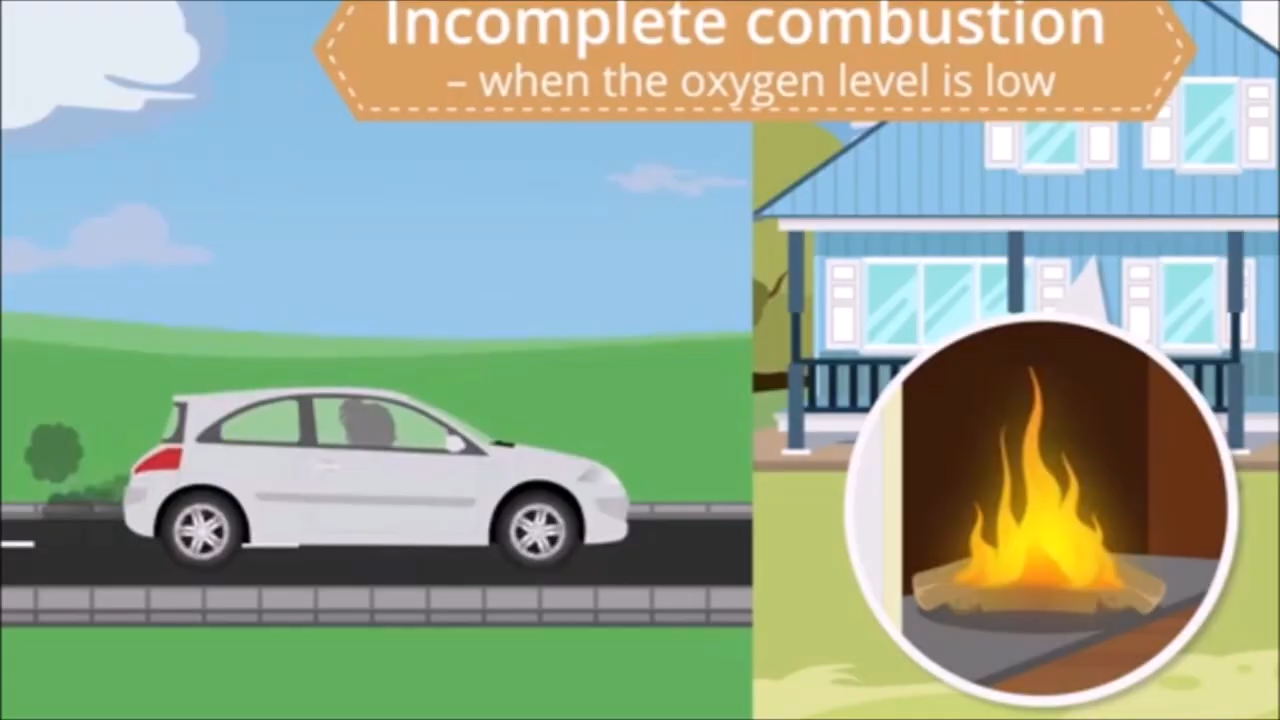 Incomplete combustion
– when the oxygen level is low